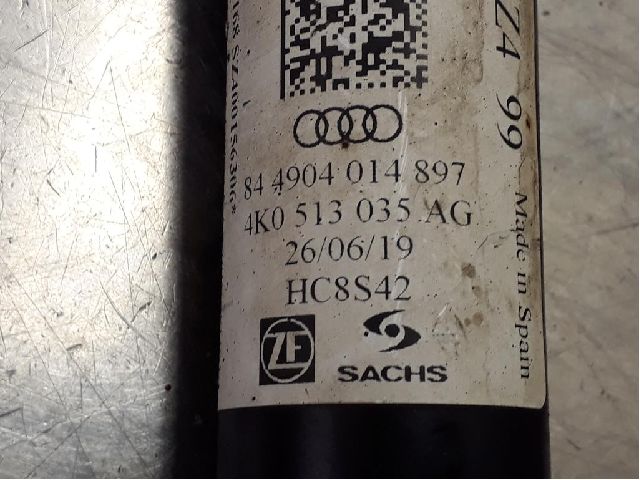 84 4904 014 897
4K0 513 035 AG
26/06/19
HC8S42
ZF
SACHS
Z4 99
Made in Spain